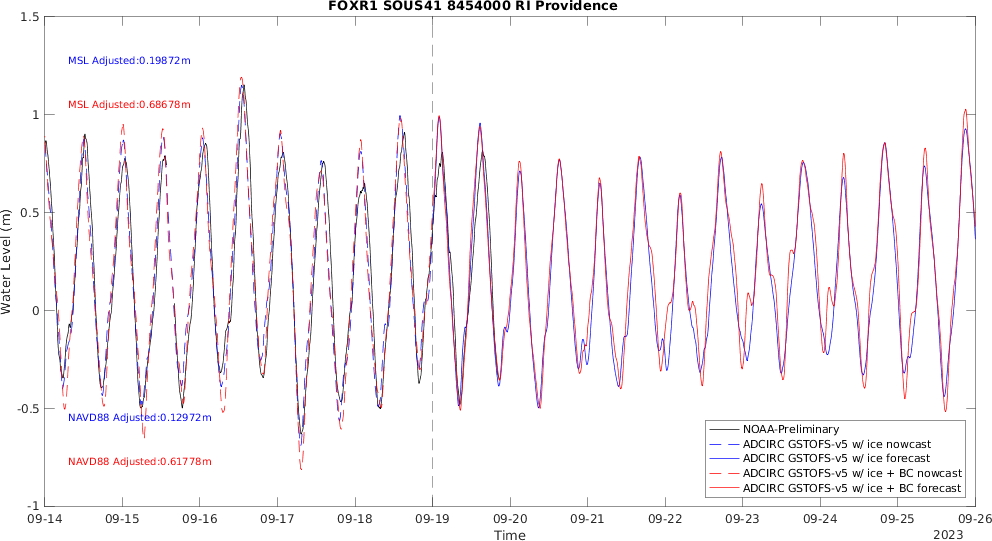 FOXR1 SOUS41 8454000 RI Providence
1.5
1
0.5
0
-0.5
-1
Water Level (m)
MSL Adjusted:0.19872m
MSL Adjusted:0.68678m
NAVD88 Adjusted:0.12972m
NAVD88 Adjusted:0.61778m
NOAA-Preliminary
ADCIRC GSTOFS-v5 w/ ice nowcast
ADCIRC GSTOFS-v5 w/ ice forecast
ADCIRC GSTOFS-v5 w/ ice + BC nowcast
ADCIRC GSTOFS-v5 w/ ice + BC forecast
09-14 09-15 09-16 09-17 09-18 09-19 09-20 09-21 09-22 09-23 09-24 09-25 09-26
Time
2023